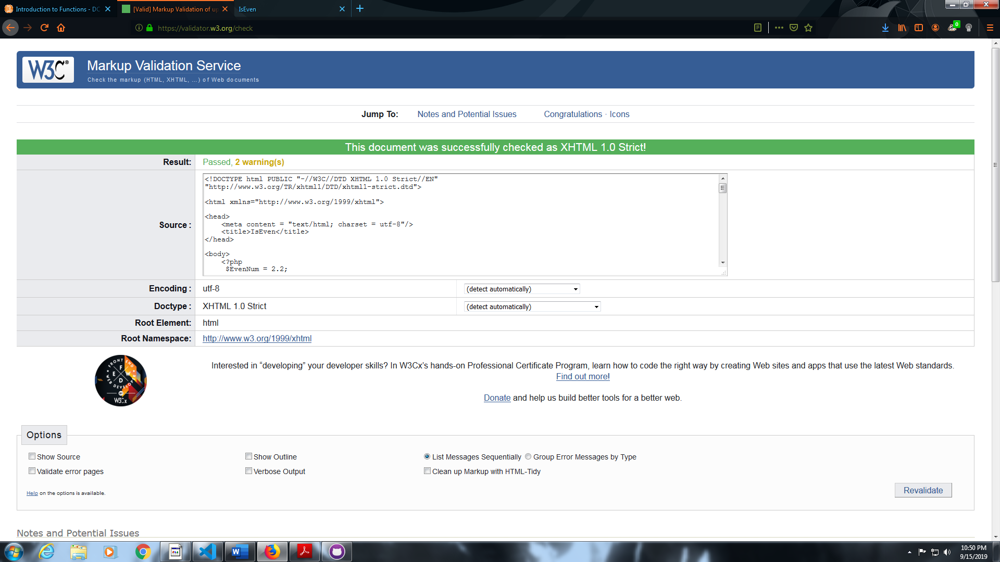 Introduction to Functions - DC
[Valid] Markup Validation of up
IsEven
https://validator.w3.org/check
0
W3C®
Markup Validation Service
Check the markup (HTML, XHTML, …) of Web documents
Jump To: Notes and Potential Issues Congratulations · Icons
This document was successfully checked as XHTML 1.0 Strict!
Result: Passed, 2 warning(s)
Source :
<!DOCTYPE html PUBLIC "-//W3C//DTD XHTML 1.0 Strict//EN"
"http://www.w3.org/TR/xhtml1/DTD/xhtml1-strict.dtd">
<html xmlns="http://www.w3.org/1999/xhtml">
<head>
<meta content = "text/html; charset = utf-8"/>
<title>IsEven</title>
</head>
<body>
<?php
$EvenNum = 2.2;
Encoding : utf-8 (detect automatically)
Doctype : XHTML 1.0 Strict (detect automatically)
Root Element: html
Root Namespace: http://www.w3.org/1999/xhtml
FRONT END
WEB DEVELOPER
F
E W
D
BY
W3Cx
Interested in “developing” your developer skills? In W3Cx’s hands-on Professional Certificate Program, learn how to code the right way by creating Web sites and apps that use the latest Web standards.
Find out more!
Donate and help us build better tools for a better web.
Options
Show Source Show Outline List Messages Sequentially Group Error Messages by Type
Validate error pages Verbose Output Clean up Markup with HTML-Tidy
Help on the options is available.
Revalidate
Notes and Potential Issues
10:50 PM
9/15/2019